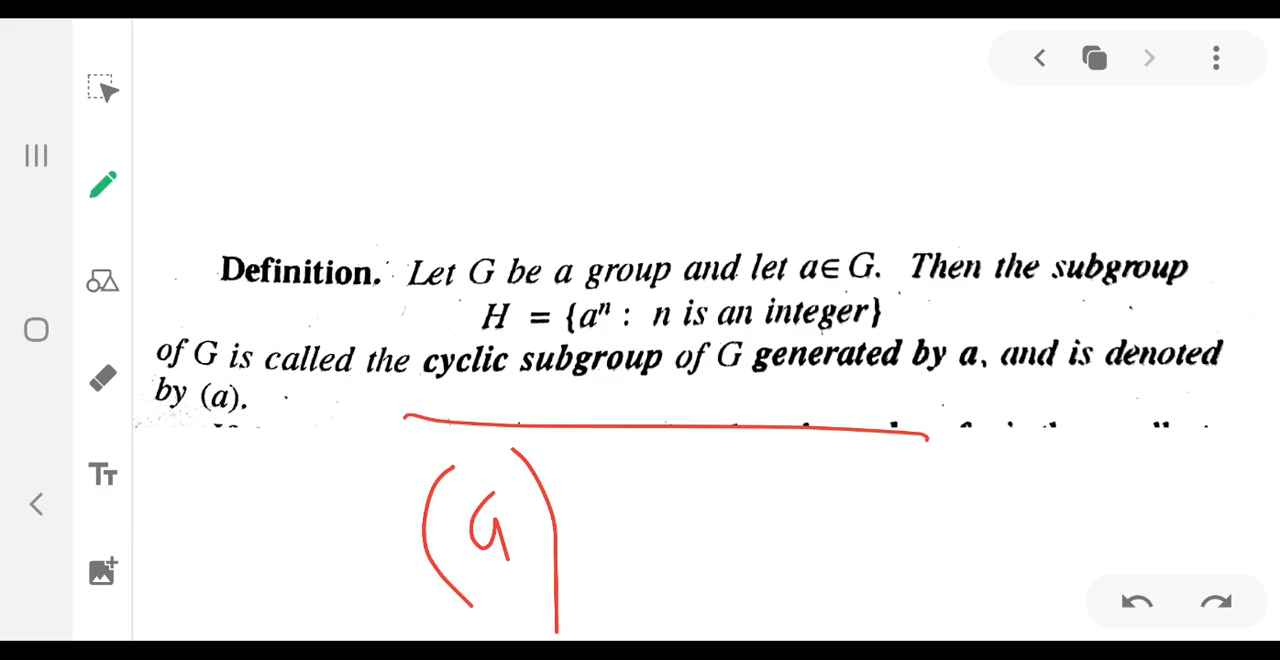 Definition. Let G be a group and let a∈ G. Then the subgroup
H = {aⁿ : n is an integer}
of G is called the cyclic subgroup of G generated by a, and is denoted
by (a).
(a)
Tт